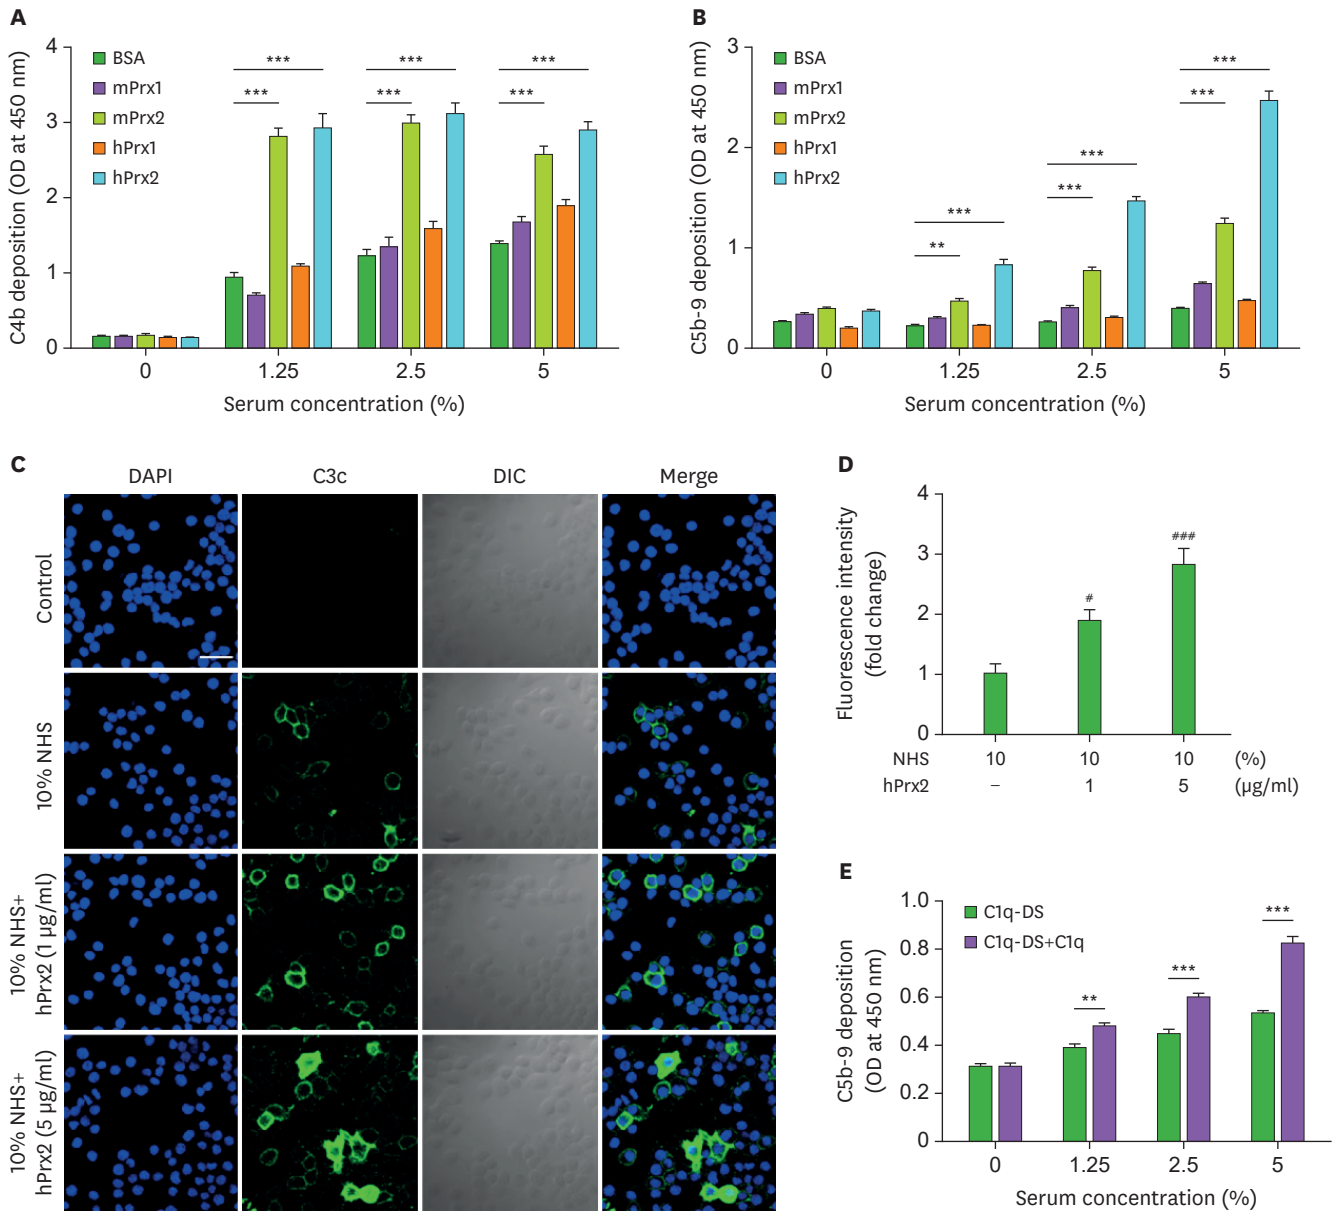 A
C4b deposition (OD at 450 nm)
4
3
2
1
0
BSA
mPrx1
mPrx2
hPrx1
hPrx2
*** *** ***
*** *** ***
0 1.25 2.5 5
Serum concentration (%)
B
C5b-9 deposition (OD at 450 nm)
3
2
1
0
BSA
mPrx1
mPrx2
hPrx1
hPrx2
***
***
***
***
***
**
0 1.25 2.5 5
Serum concentration (%)
C
DAPI C3c DIC Merge
Control
10% NHS
10% NHS+
hPrx2 (1 µg/ml)
10% NHS+
hPrx2 (5 µg/ml)
D
Fluorescence intensity
(fold change)
4
3
2
1
0
#
###
NHS 10 10 10 (%)
hPrx2 – 1 5 (µg/ml)
E
C5b-9 deposition
(OD at 450 nm)
1.0
0.8
0.6
0.4
0.2
0
C1q-DS
C1q-DS+C1q
**
***
***
0 1.25 2.5 5
Serum concentration (%)